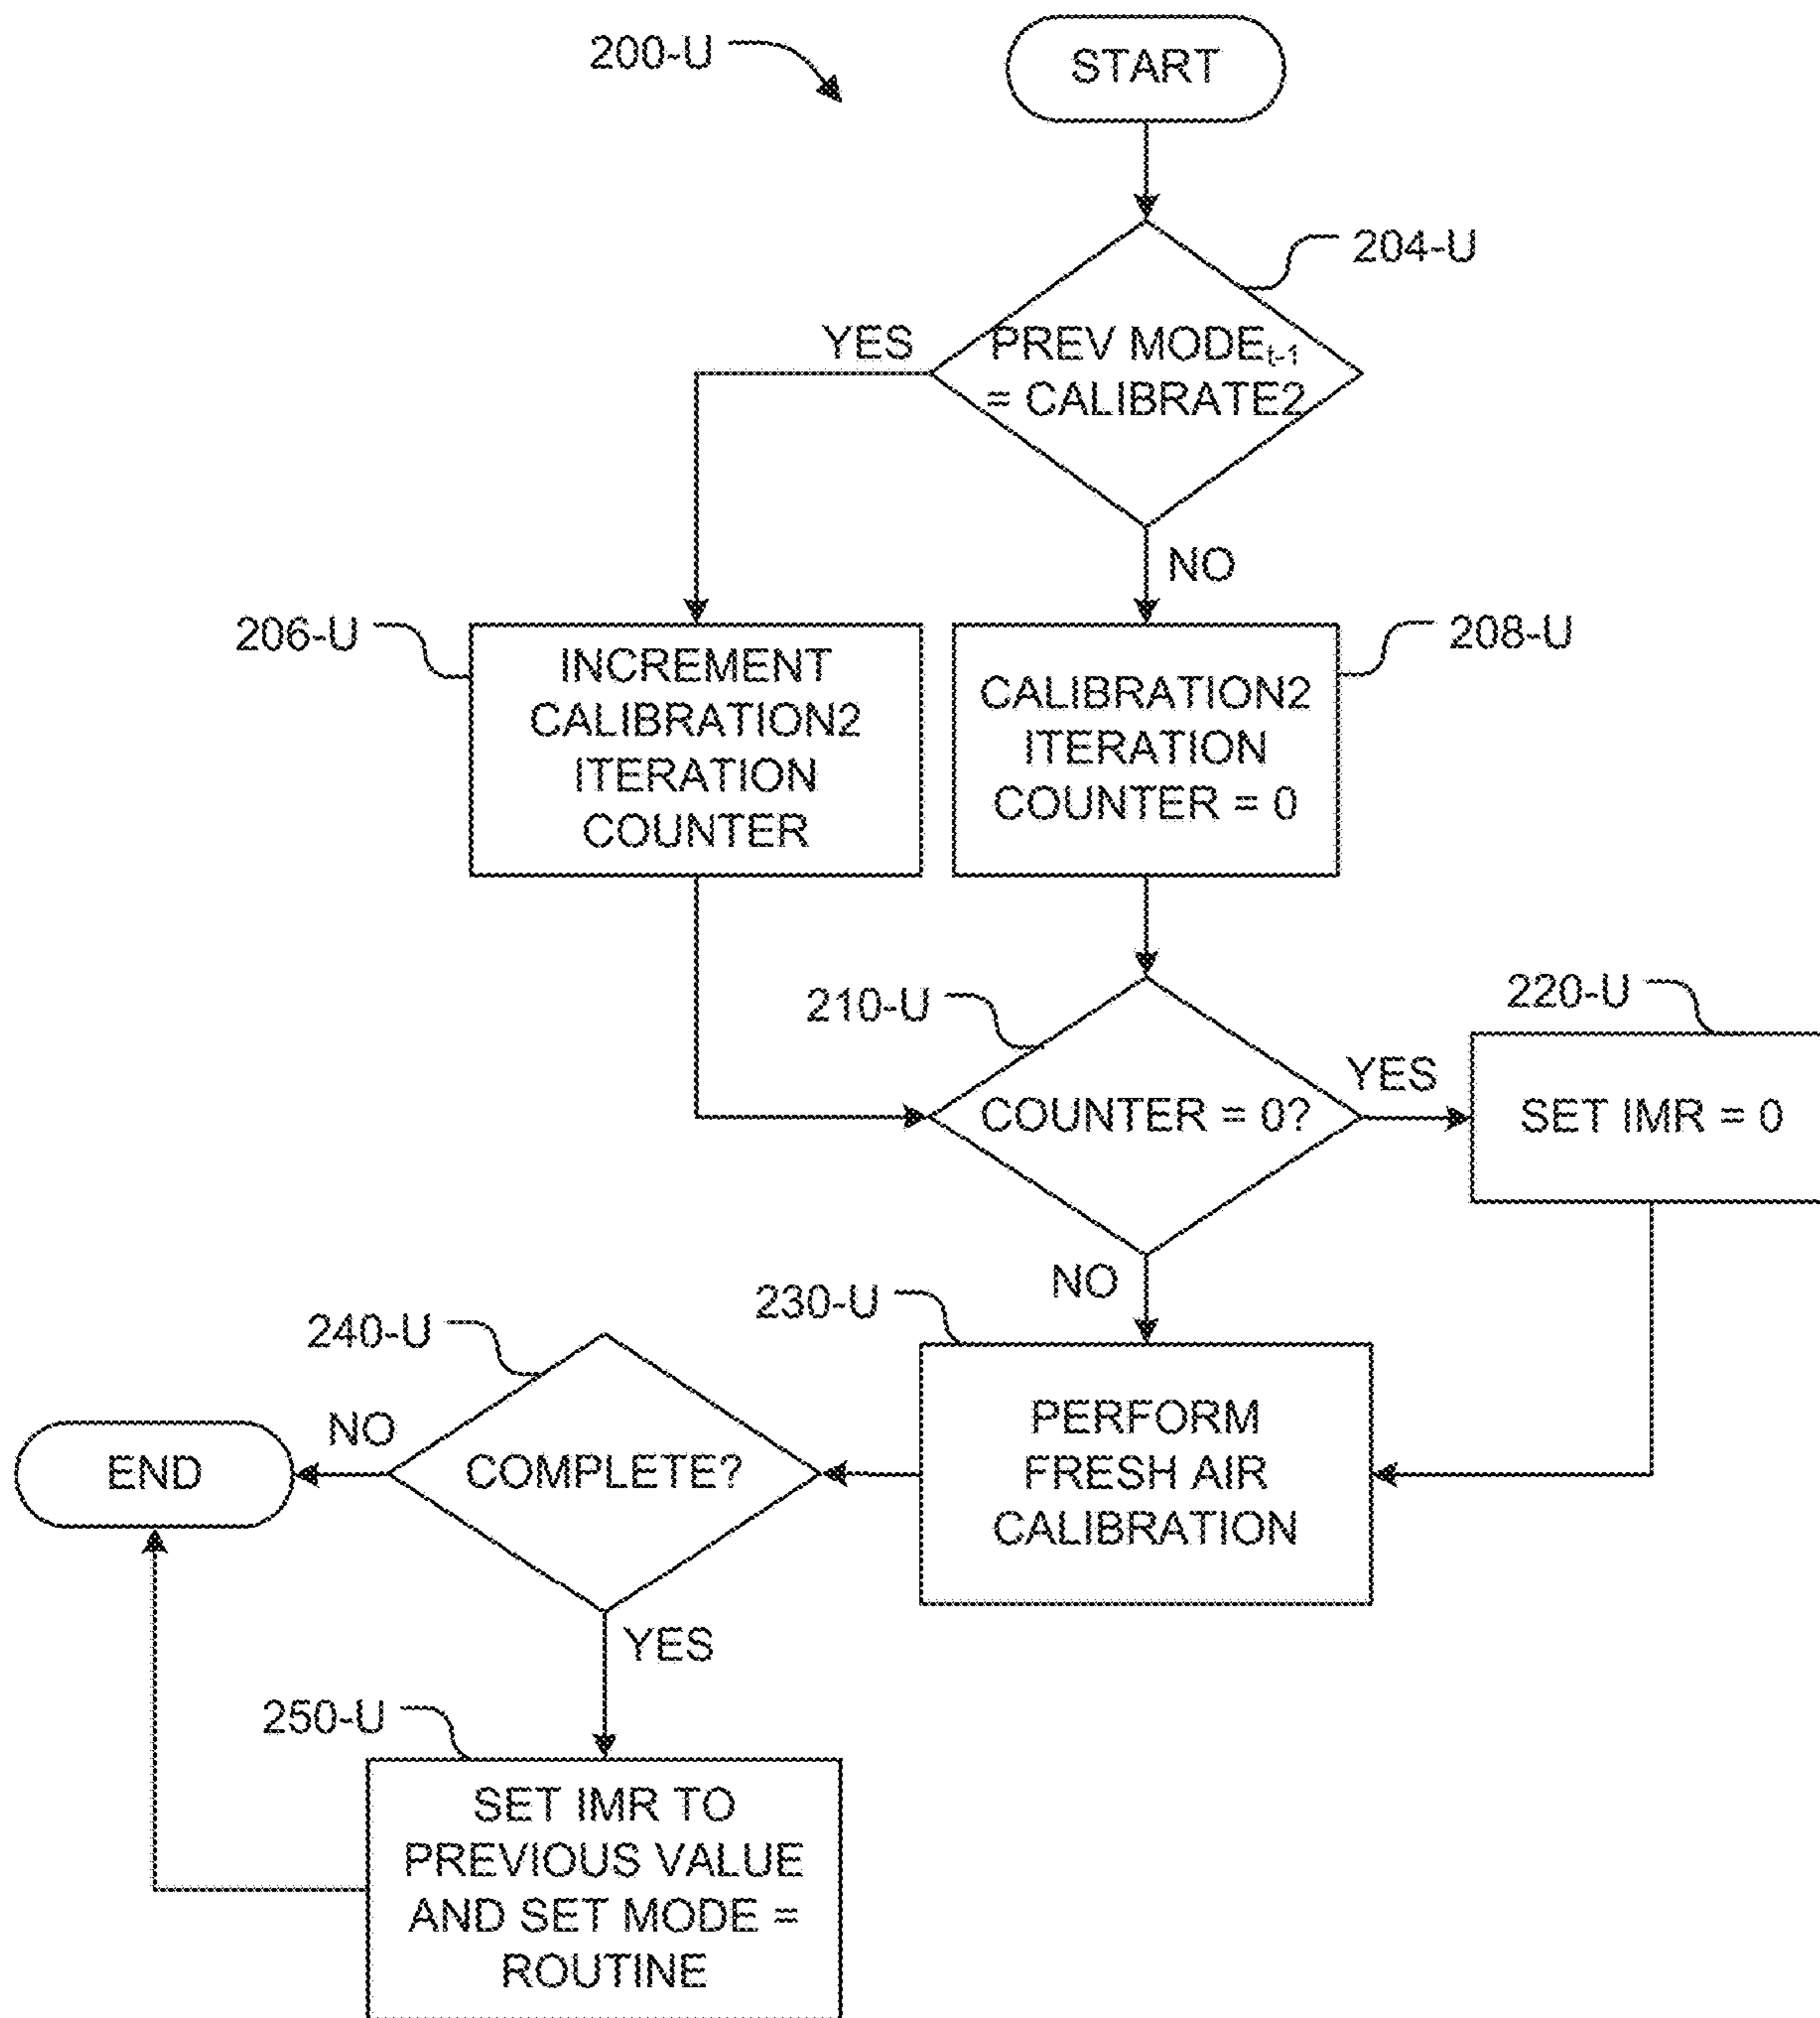 200-U
START
204-U
YES
PREV MODEt-1
= CALIBRATE2
NO
206-U
INCREMENT
CALIBRATION2
ITERATION
COUNTER
208-U
CALIBRATION2
ITERATION
COUNTER = 0
210-U
COUNTER = 0?
YES
220-U
SET IMR = 0
NO
230-U
PERFORM
FRESH AIR
CALIBRATION
240-U
COMPLETE?
NO
END
YES
250-U
SET IMR TO
PREVIOUS VALUE
AND SET MODE =
ROUTINE